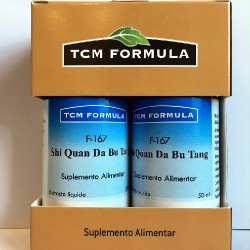 TCM FORMULA
TCM FORMULA
F-167
Shi Quan Da Bu Tang
Suplemento Alimentar
líquido
TCM FORMULA
F-167
Quan Da Bu Tang
Suplemento Alimentar
50 ml
Suplemento Alimentar